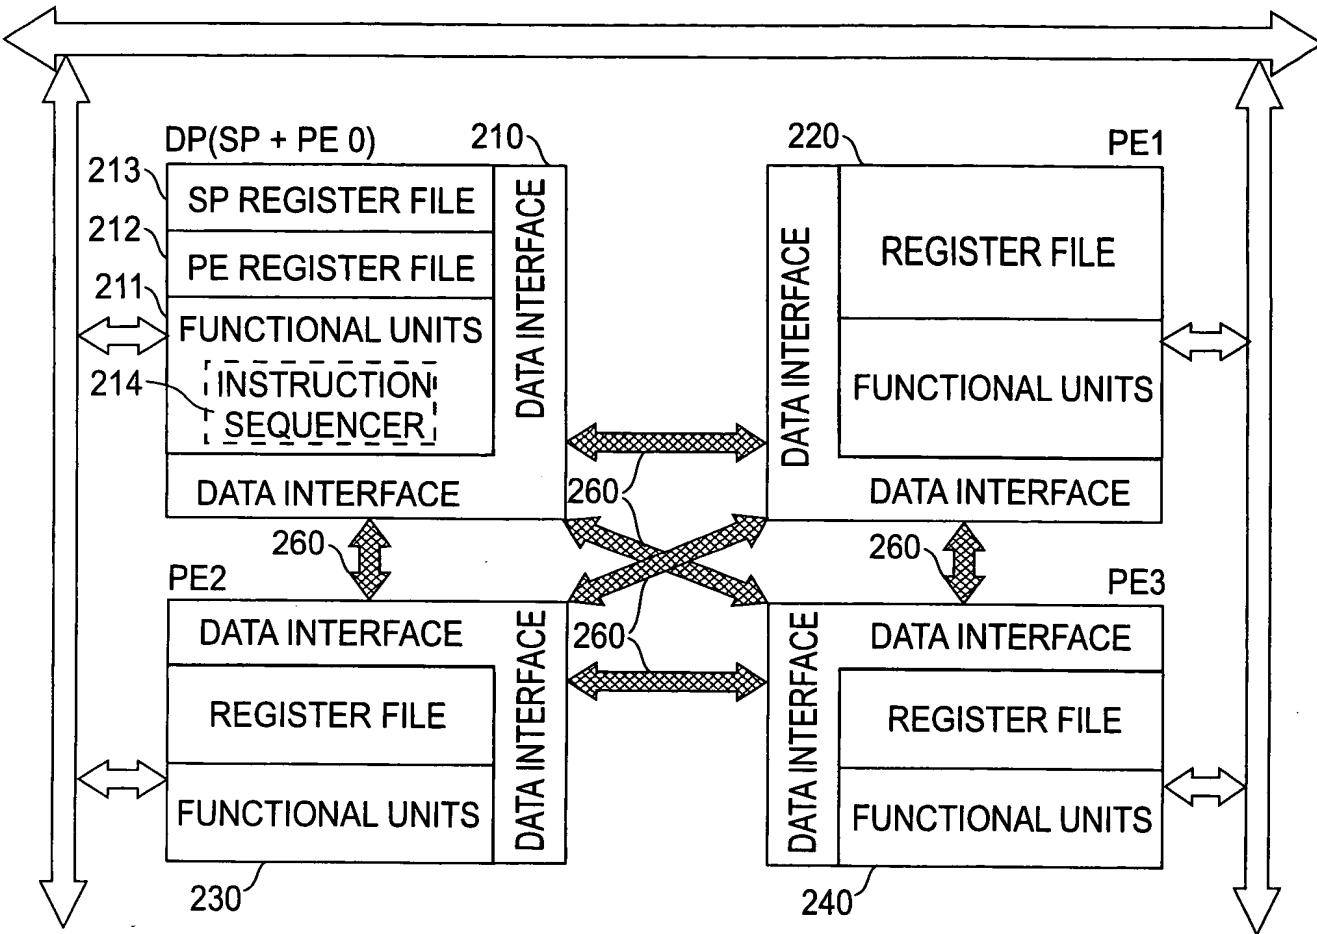 DP(SP + PE 0)
210
220
PE1
213
SP REGISTER FILE
212
PE REGISTER FILE
211
FUNCTIONAL UNITS
214
INSTRUCTION
SEQUENCER
DATA INTERFACE
DATA INTERFACE
DATA INTERFACE
REGISTER FILE
FUNCTIONAL UNITS
DATA INTERFACE
260
260
260
PE2
PE3
DATA INTERFACE
REGISTER FILE
FUNCTIONAL UNITS
DATA INTERFACE
260
DATA INTERFACE
DATA INTERFACE
REGISTER FILE
FUNCTIONAL UNITS
230
240